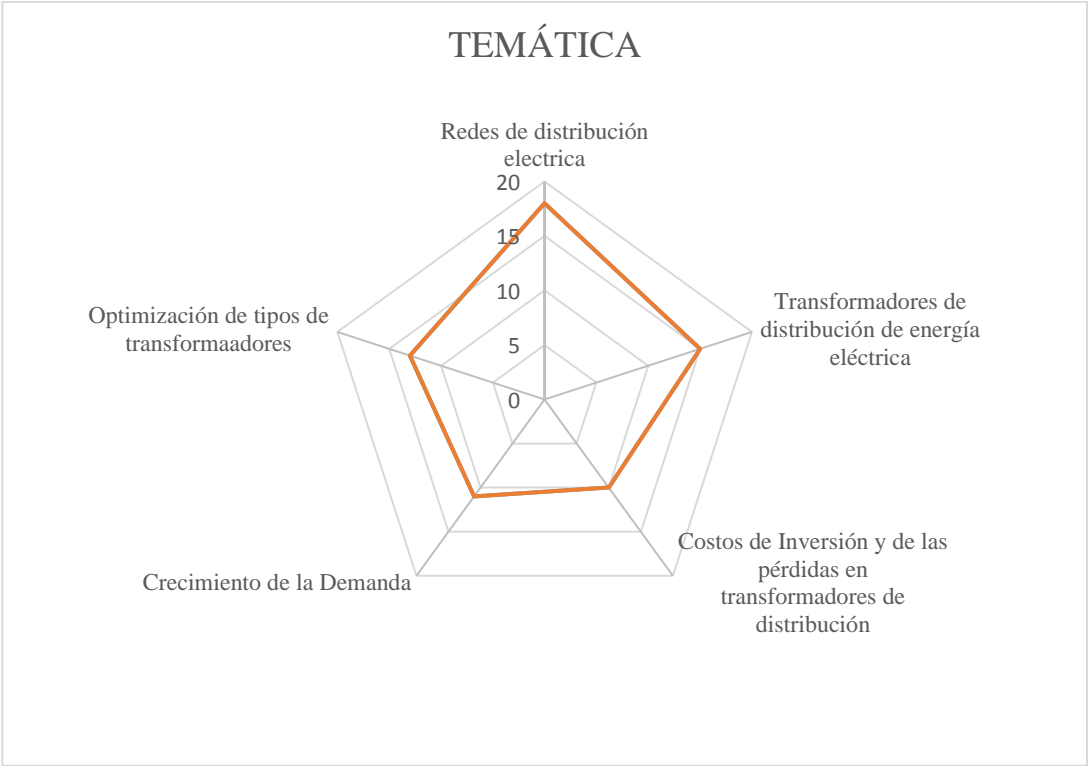 TEMÁTICA
Redes de distribución
electrica
20
15
10
5
0
Transformadores de
distribución de energía
eléctrica
Costos de Inversión y de las
pérdidas en
transformadores de
distribución
Crecimiento de la Demanda
Optimización de tipos de
transformaadores